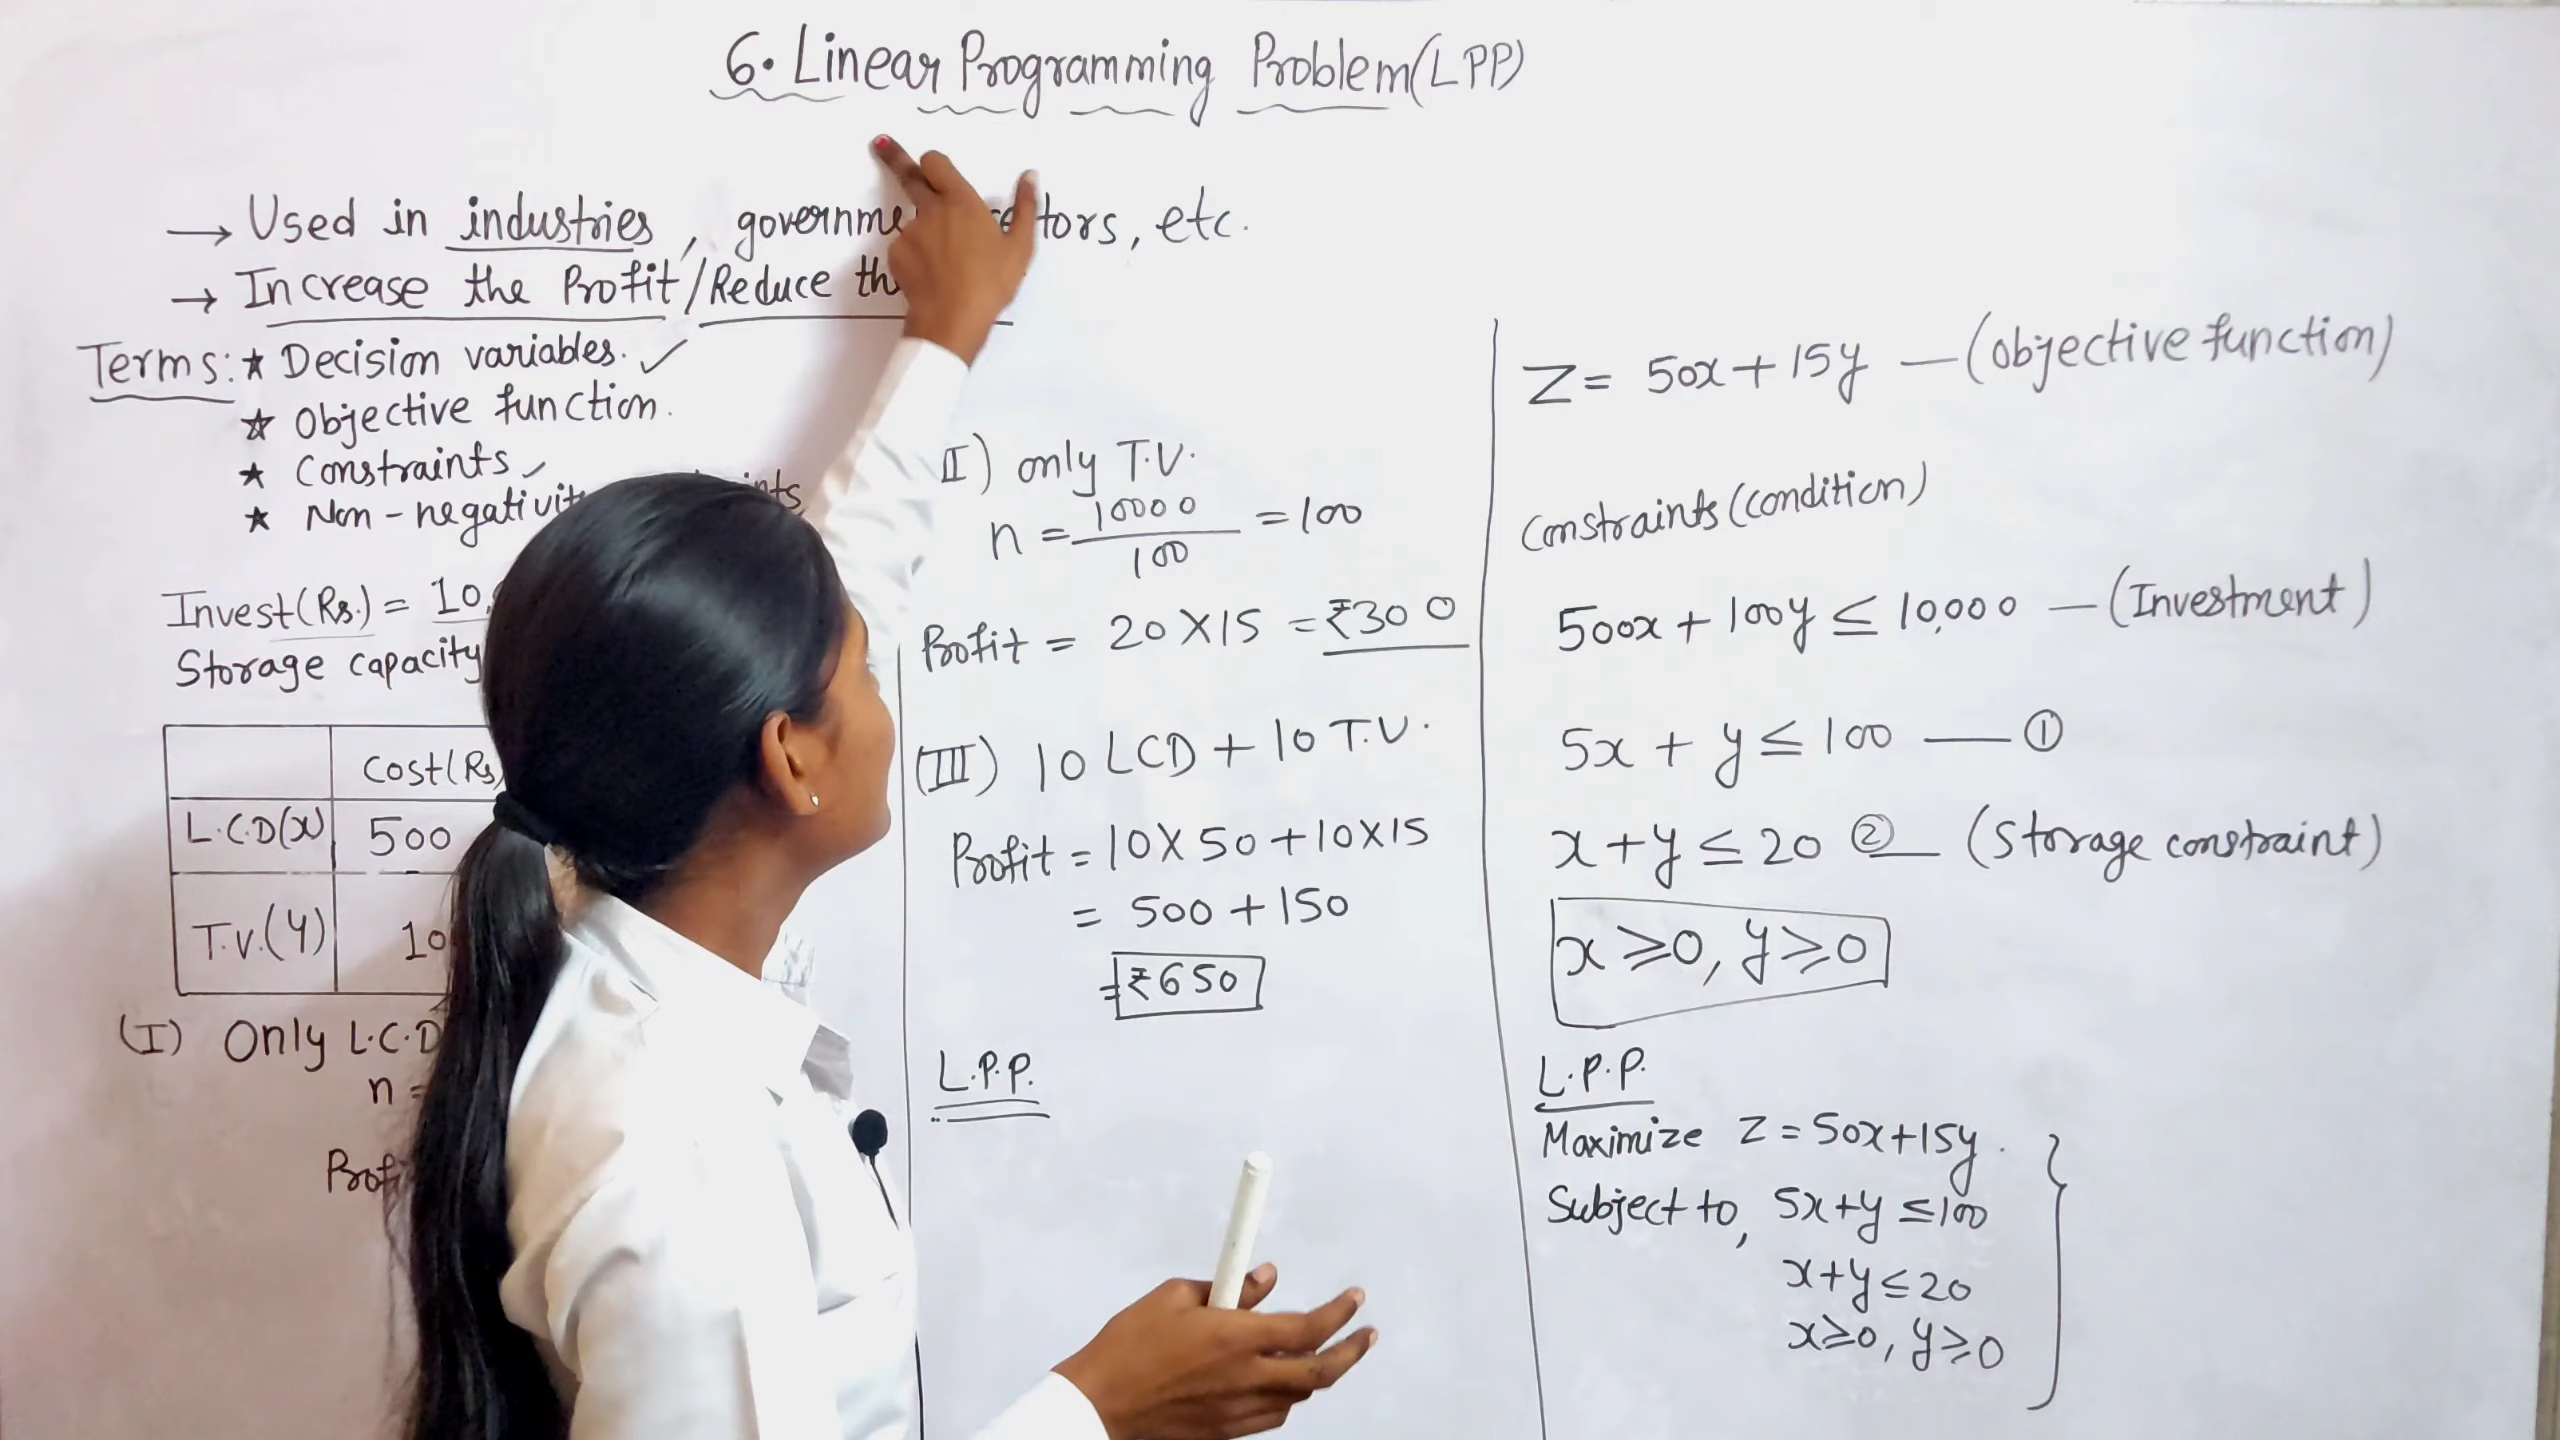 6. Linear Programming Problem (LPP)
→ Used in industries, governme tors, etc.
→ Increase the Profit/Reduce th
Terms: ★ Decision variables. ✓
★ Objective function.
★ Constraints ✓
★ Non-negativit nts
Invest(Rs.) = 10,
Storage capacity
Cost(Rs)
L.C.D(x) 500
T.V.(y) 10
(I) Only L.C.D
n =
Profi
II) only T.V.
n = 10000 / 100 = 100
Profit = 20 X 15 = ₹300
(III) 10 LCD + 10 T.V.
Profit = 10 X 50 + 10 X 15
= 500 + 150
= ₹650
L.P.P.
Z = 50x + 15y — (objective function)
Constraints (condition)
500x + 100y ≤ 10,000 — (Investment)
5x + y ≤ 100 — ①
x + y ≤ 20 ② — (Storage constraint)
x ≥ 0, y ≥ 0
L.P.P.
Maximize Z = 50x + 15y.
Subject to, 5x + y ≤ 100
x + y ≤ 20
x ≥ 0, y ≥ 0